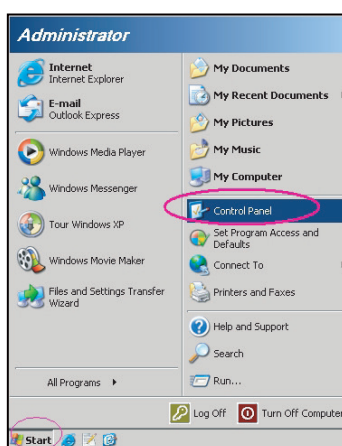 Administrator
Internet
Internet Explorer
E-mail
Outlook Express
Windows Media Player
Windows Messenger
Tour Windows XP
Windows Movie Maker
Files and Settings Transfer
Wizard
All Programs
My Documents
My Recent Documents
My Pictures
My Music
My Computer
Control Panel
Set Program Access and
Defaults
Connect To
Printers and Faxes
Help and Support
Search
Run...
Log Off
Turn Off Computer
Start